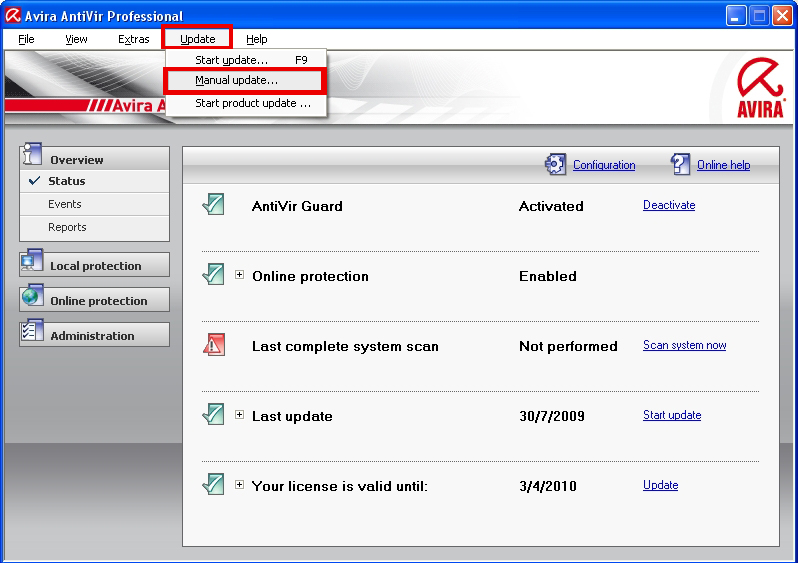 Avira AntiVir Professional
File View Extras Update Help
Start update... F9
Manual update...
Start product update ...
Avira A
AVIRA
Overview
Status
Events
Reports
Local protection
Online protection
Administration
Configuration Online help
AntiVir Guard Activated Deactivate
Online protection Enabled
Last complete system scan Not performed Scan system now
Last update 30/7/2009 Start update
Your license is valid until: 3/4/2010 Update